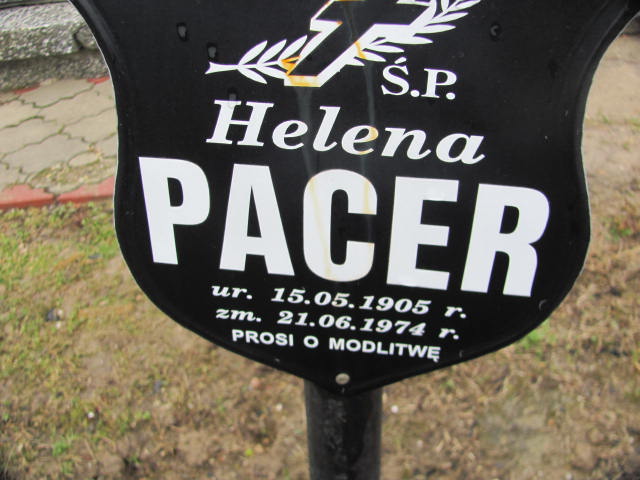 Ś.P.
Helena
PACER
ur. 15.05.1905 r.
zm. 21.06.1974 r.
PROSI O MODLITWĘ